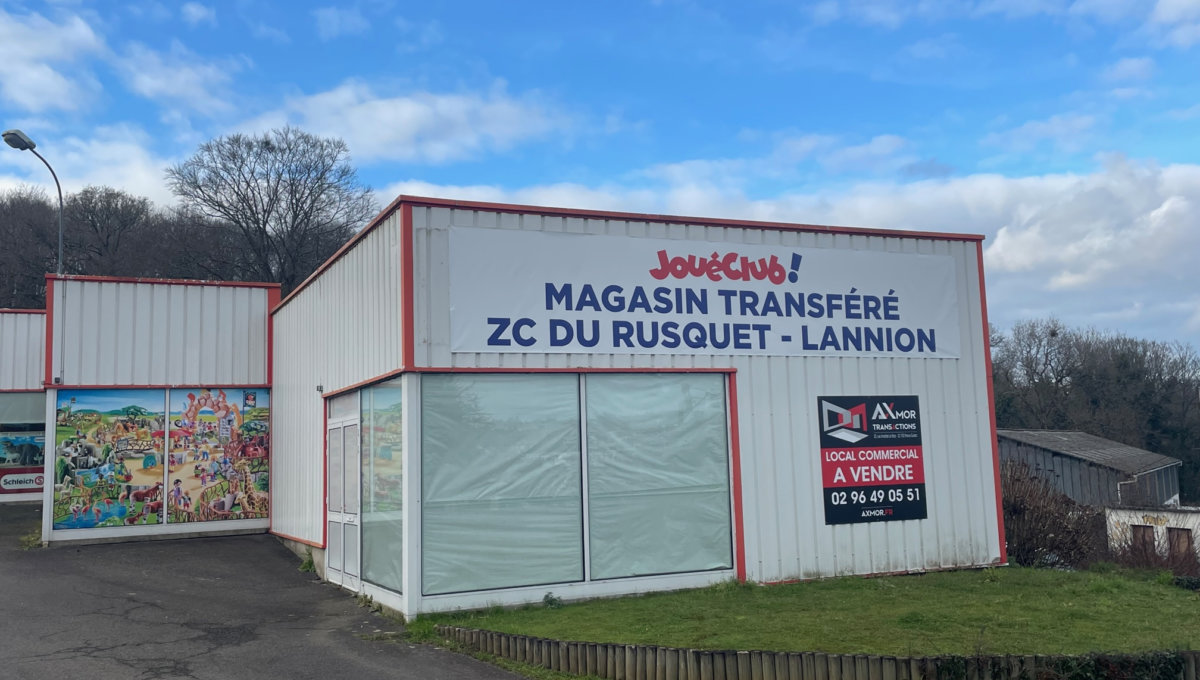 JouéClub!
MAGASIN TRANSFÉRÉ
ZC DU RUSQUET - LANNION
AXMOR
TRANSACTIONS
LOCAL COMMERCIAL
A VENDRE
02 96 49 05 51
AXMOR.FR
Schleich S